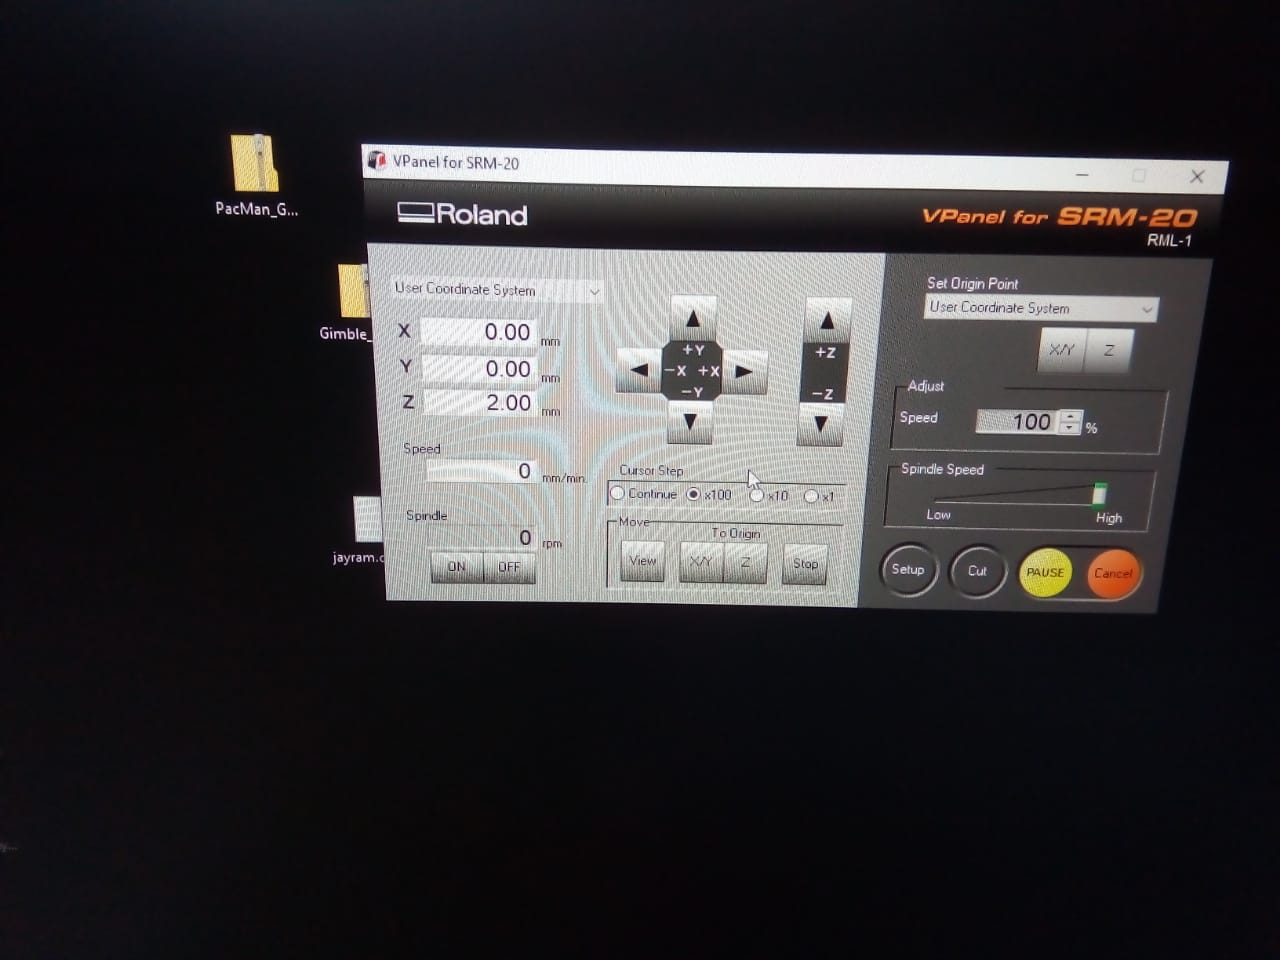 PacMan_G...
Gimble_
jayram.c
VPanel for SRM-20
Roland
VPanel for SRM-20
RML-1
User Coordinate System
X 0.00 mm
Y 0.00 mm
Z 2.00 mm
Speed
0 mm/min
Spindle
0 rpm
ON OFF
+Y
-X +X
-Y
+Z
-Z
Cursor Step
Continue x100 x10 x1
Move
To Origin
View X/Y Z Stop
Set Origin Point
User Coordinate System
X/Y Z
Adjust
Speed 100 %
Spindle Speed
Low High
Setup Cut PAUSE Cancel